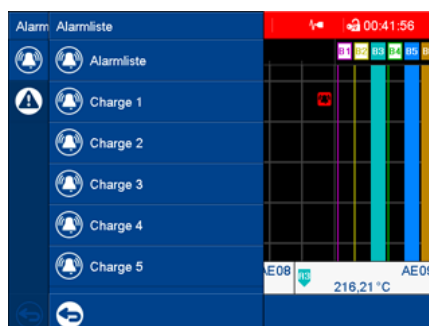 Alarm Alarmliste 00:41:56
B1 B2 B3 B4 B5 B
Alarmliste
Charge 1
Charge 2
Charge 3
Charge 4
Charge 5
AE08 B3 216,21 °C AE09